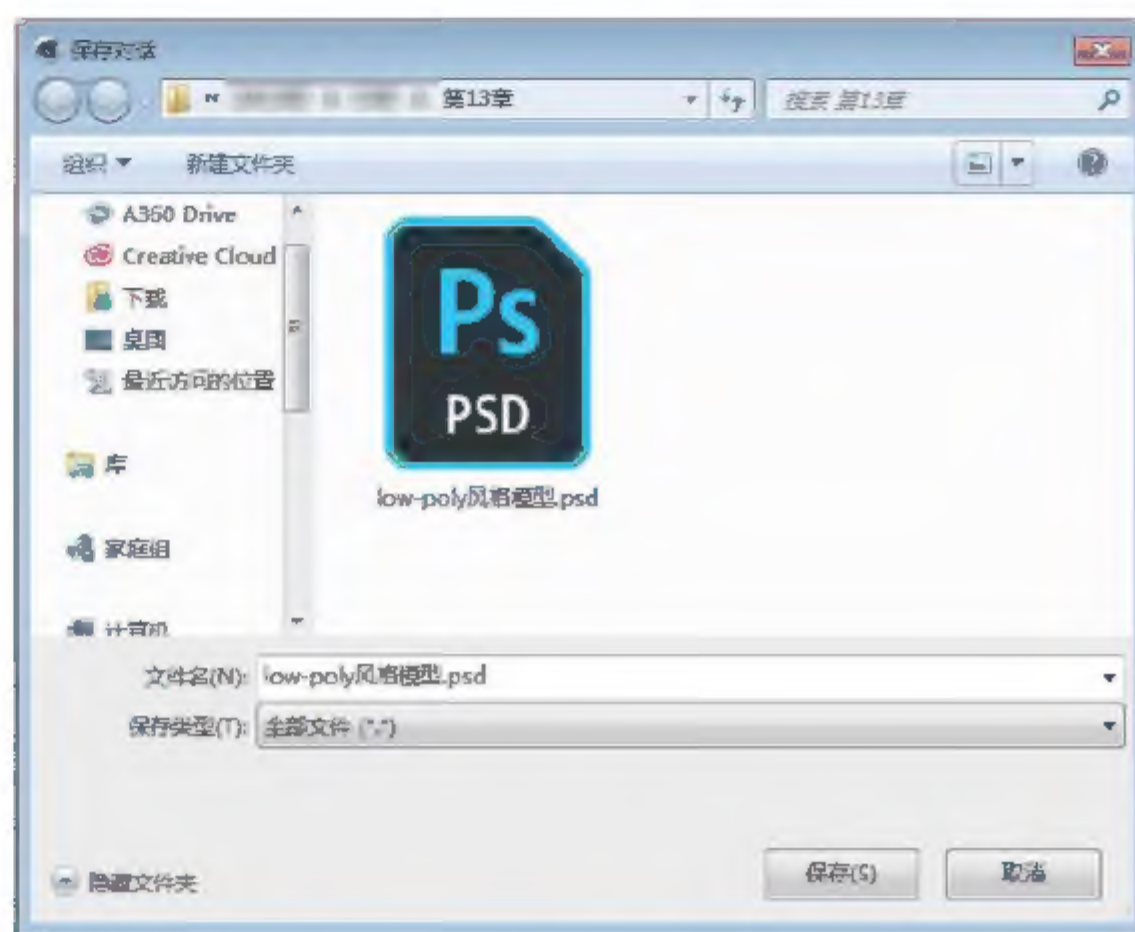 保存对话
第13章
搜索 第13章
组织 新建文件夹
A360 Drive
Creative Cloud
下载
桌面
最近访问的位置
库
家庭组
计算机
Ps
PSD
low-poly风格模型.psd
文件名(N): low-poly风格模型.psd
保存类型(T): 全部文件 (*.*)
隐藏文件夹
保存(S) 取消